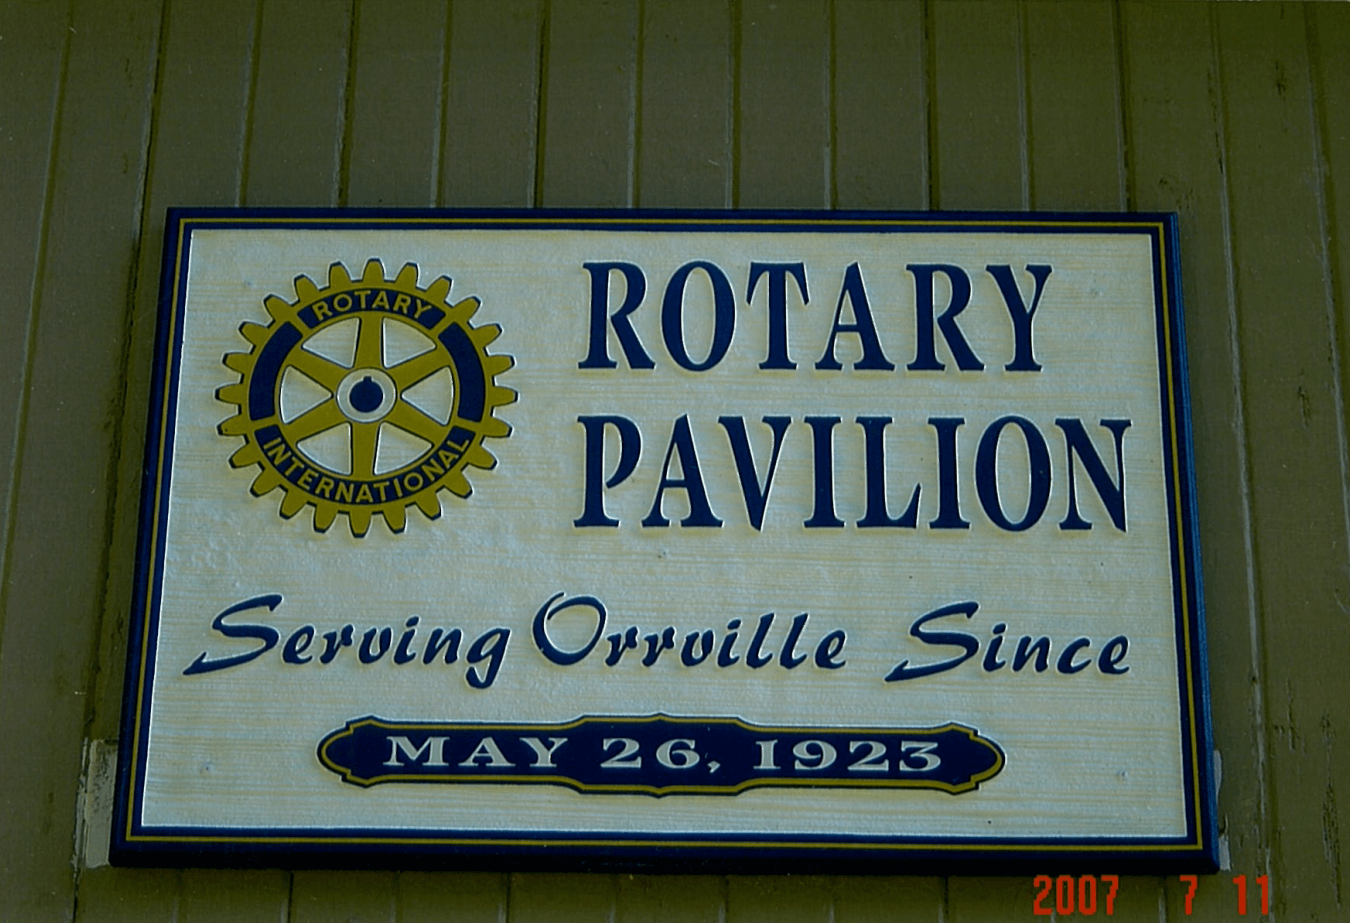 ROTARY
INTERNATIONAL
ROTARY
PAVILION
Serving Orrville Since
MAY 26, 1923
2007 7 11